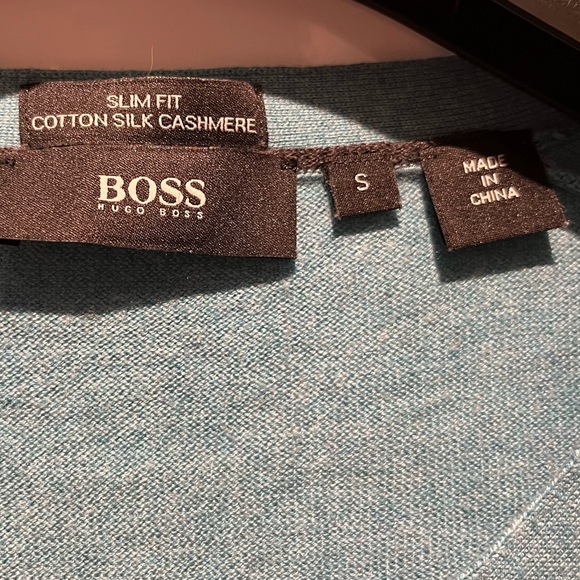 SLIM FIT
COTTON SILK CASHMERE
BOSS
HUGO BOSS
S
MADE
IN
CHINA